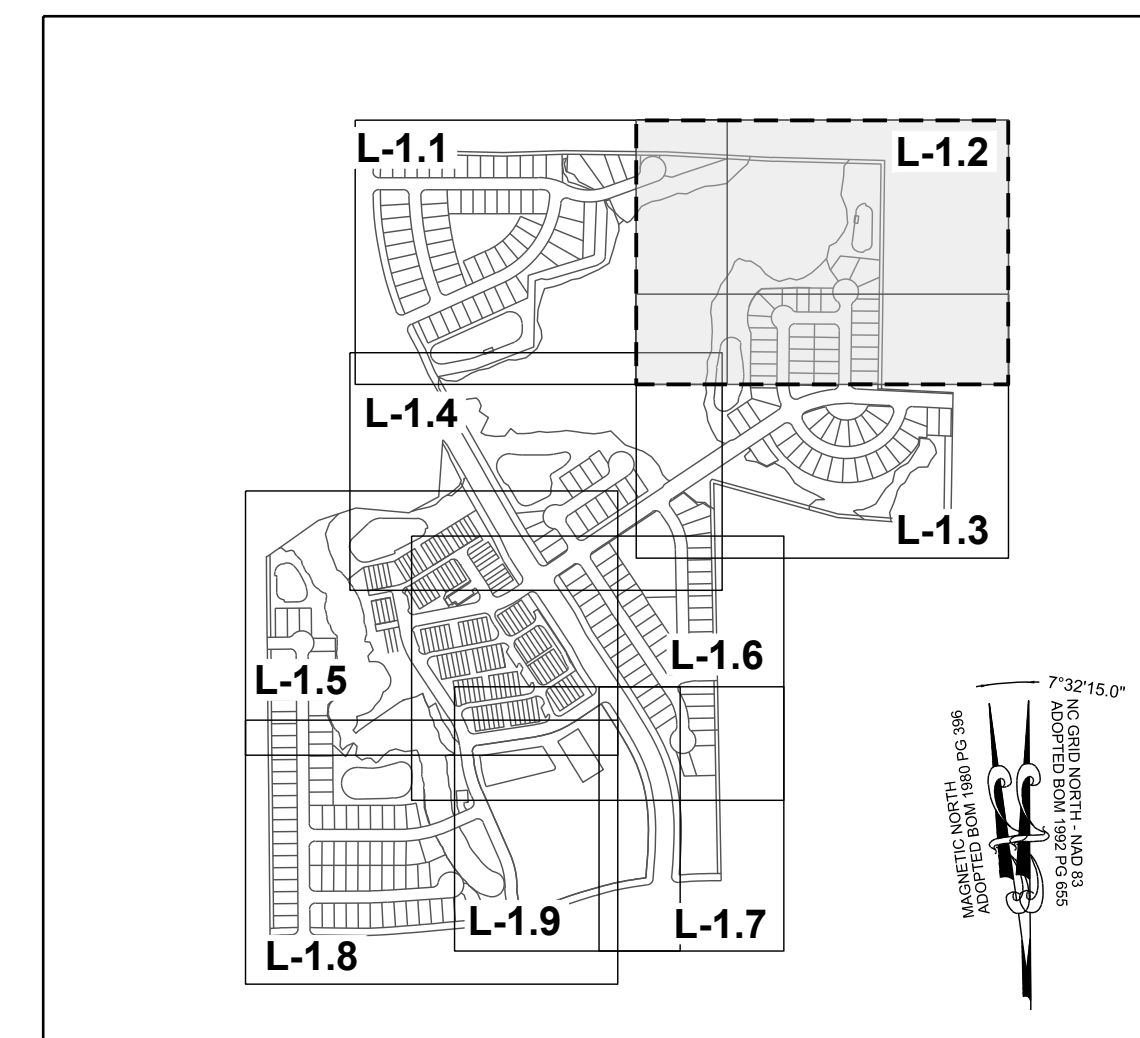 L-1.1
L-1.2
L-1.4
L-1.3
L-1.6
L-1.5
L-1.9
L-1.7
L-1.8
7°32'15.0"
MAGNETIC NORTH
ADOPTED BOM 1980 PG 396
NC GRID NORTH - NAD 83
ADOPTED BOM 1992 PG 655